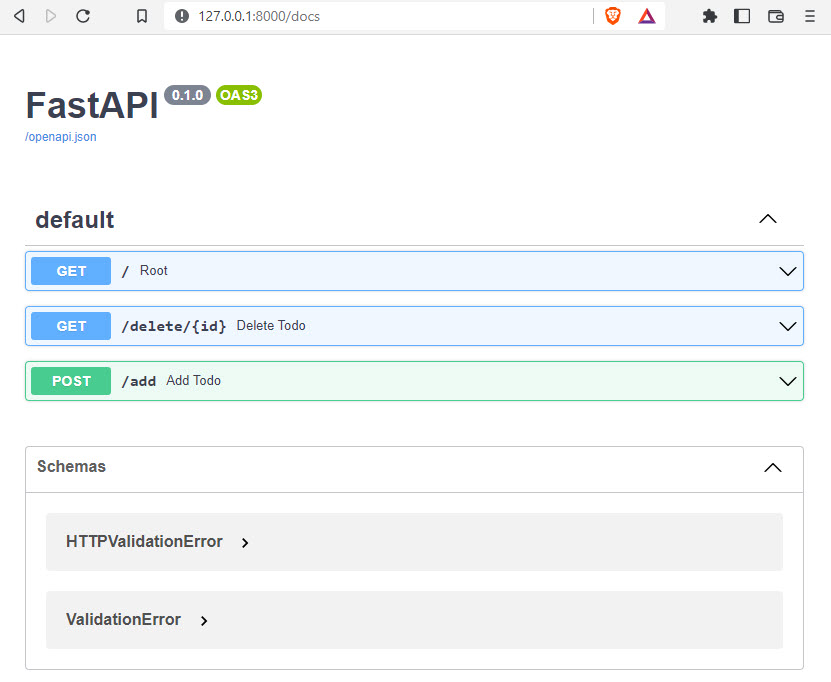 127.0.0.1:8000/docs
FastAPI 0.1.0 OAS3
/openapi.json
default
GET / Root
GET /delete/{id} Delete Todo
POST /add Add Todo
Schemas
HTTPValidationError
ValidationError